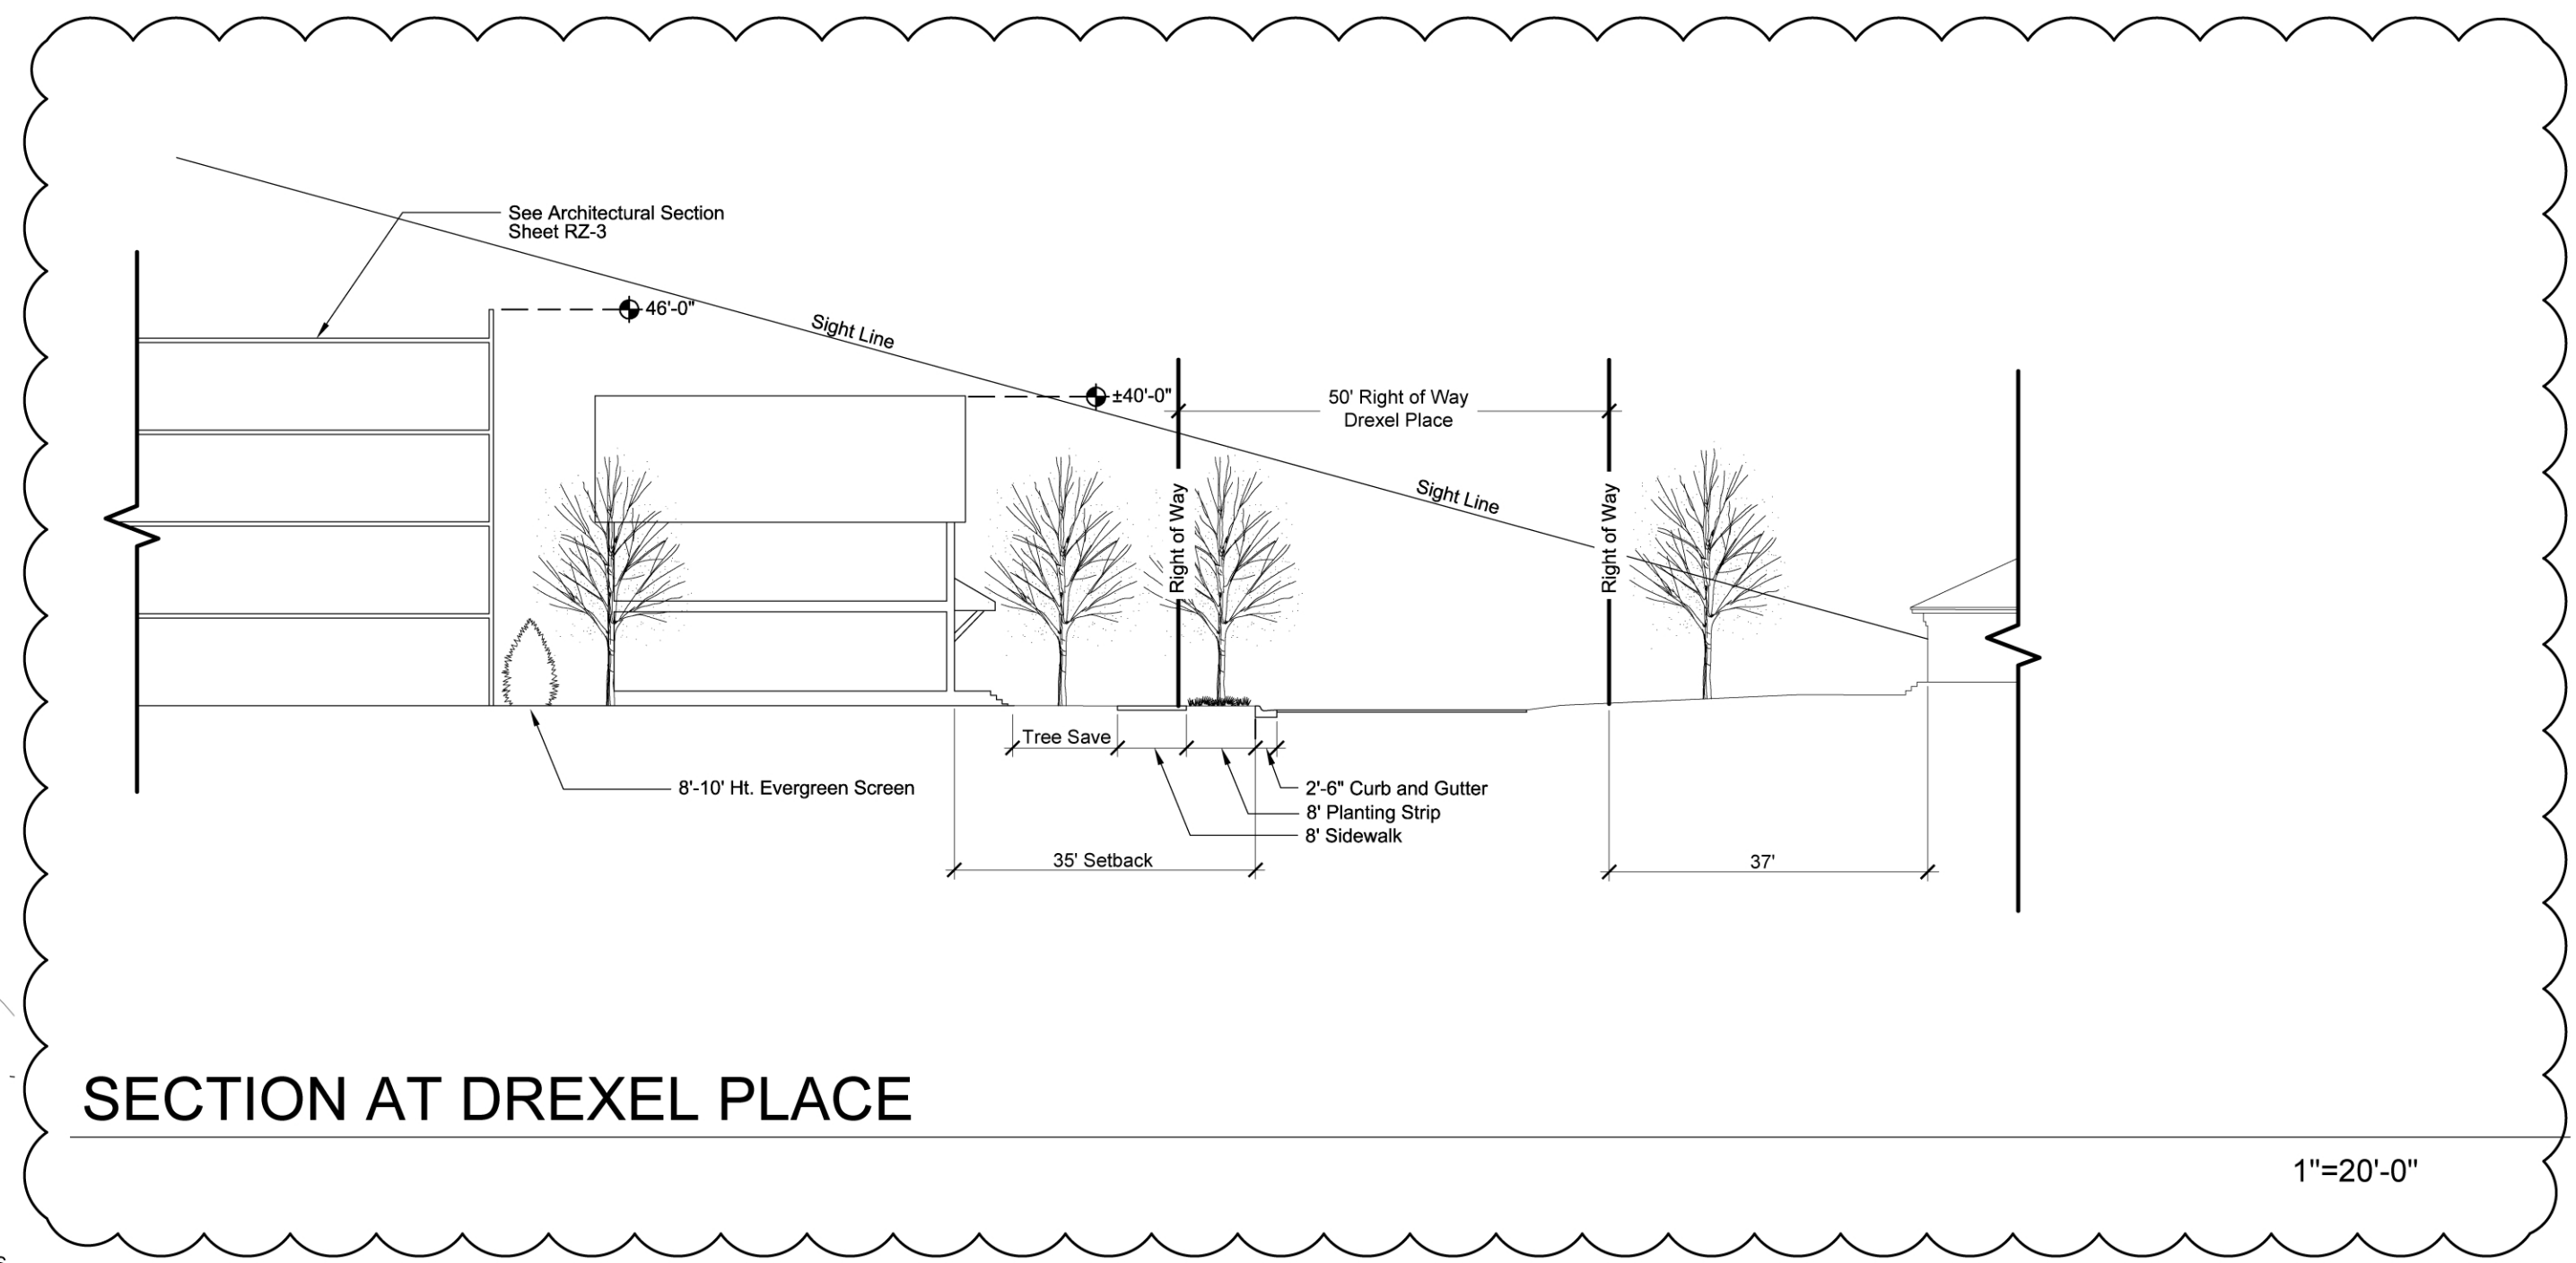 See Architectural Section
Sheet RZ-3
46'-0"
Sight Line
±40'-0"
50' Right of Way
Drexel Place
Right of Way
Sight Line
Right of Way
Tree Save
8'-10' Ht. Evergreen Screen
2'-6" Curb and Gutter
8' Planting Strip
8' Sidewalk
35' Setback
37'
SECTION AT DREXEL PLACE
1"=20'-0"